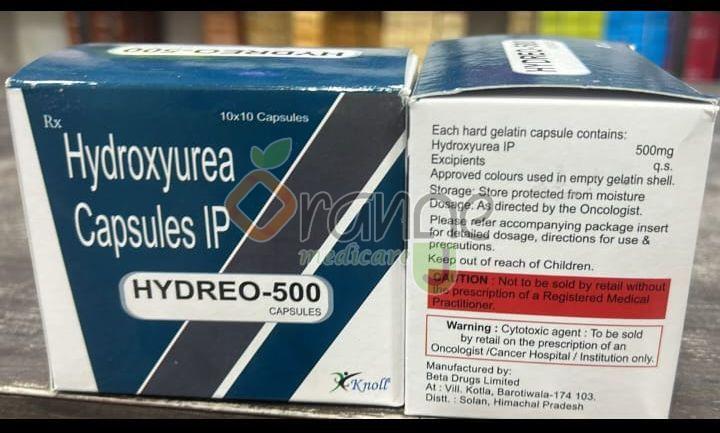 HYDREO-500
Rx
10x10 Capsules
Hydroxyurea
Capsules IP
HYDREO-500
CAPSULES
Knoll
HYDREO-500
Each hard gelatin capsule contains:
Hydroxyurea IP 500mg
Excipients q.s.
Approved colours used in empty gelatin shell.
Storage: Store protected from moisture
Dosage: As directed by the Oncologist.
Please refer accompanying package insert
for detailed dosage, directions for use &
precautions.
Keep out of reach of Children.
CAUTION : Not to be sold by retail without
the prescription of a Registered Medical
Practitioner.
Warning : Cytotoxic agent : To be sold
by retail on the prescription of an
Oncologist /Cancer Hospital / Institution only.
Manufactured by:
Beta Drugs Limited
At : Vill. Kotla, Barotiwala-174 103.
Distt. : Solan, Himachal Pradesh
Orange
medicare